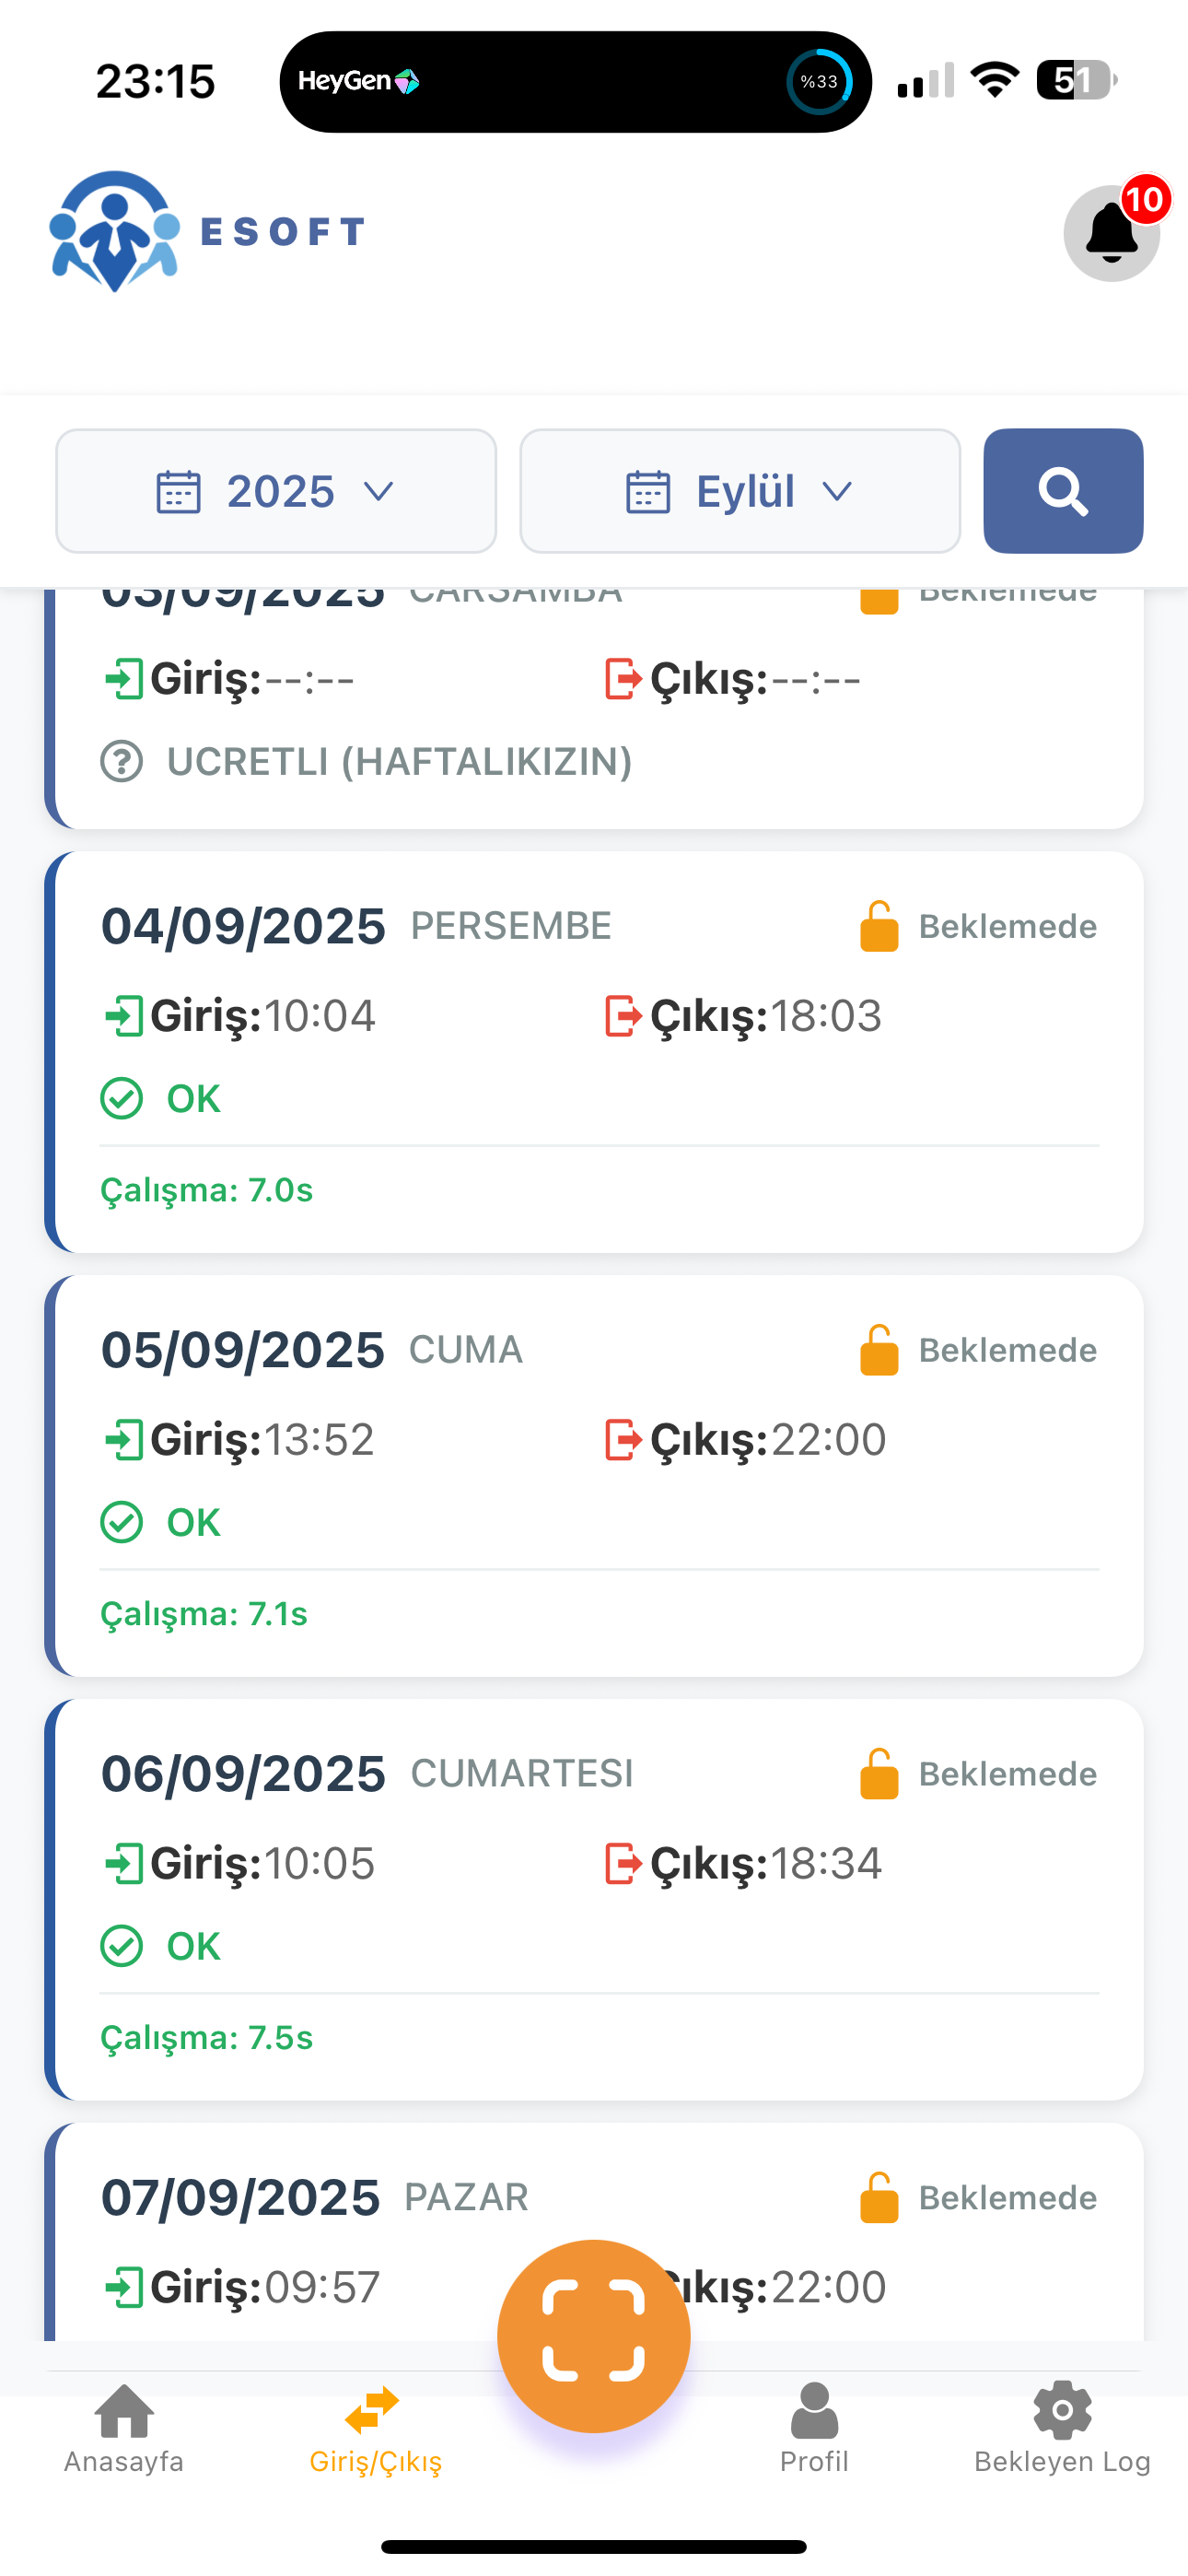 23:15
HeyGen
%33
51
ESOFT
10
2025
Eylül
03/09/2025 CARSAMBA Beklemede
Giriş:--:-- Çıkış:--:--
UCRETLI (HAFTALIKIZIN)
04/09/2025 PERSEMBE Beklemede
Giriş:10:04 Çıkış:18:03
OK
Çalışma: 7.0s
05/09/2025 CUMA Beklemede
Giriş:13:52 Çıkış:22:00
OK
Çalışma: 7.1s
06/09/2025 CUMARTESI Beklemede
Giriş:10:05 Çıkış:18:34
OK
Çalışma: 7.5s
07/09/2025 PAZAR Beklemede
Giriş:09:57 Çıkış:22:00
Anasayfa Giriş/Çıkış Profil Bekleyen Log